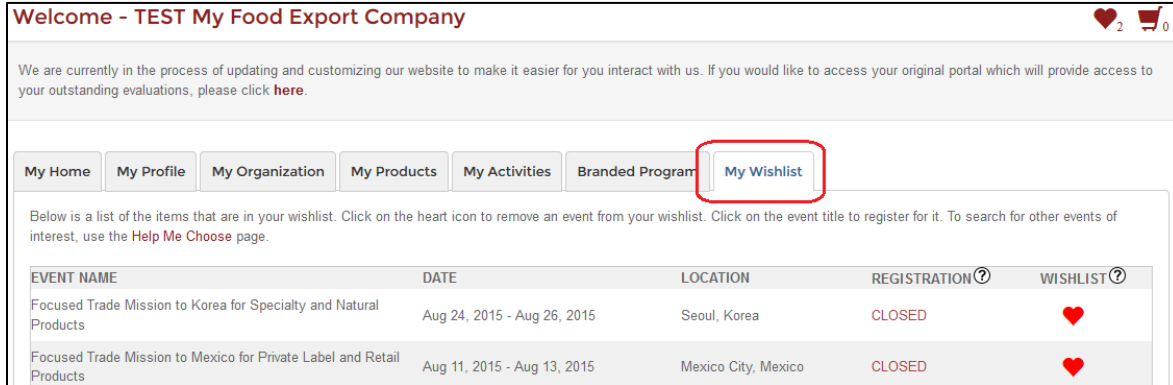 Welcome - TEST My Food Export Company
2
0
We are currently in the process of updating and customizing our website to make it easier for you interact with us. If you would like to access your original portal which will provide access to
your outstanding evaluations, please click here.
My Home My Profile My Organization My Products My Activities Branded Program My Wishlist
Below is a list of the items that are in your wishlist. Click on the heart icon to remove an event from your wishlist. Click on the event title to register for it. To search for other events of
interest, use the Help Me Choose page.
EVENT NAME DATE LOCATION REGISTRATION ? WISHLIST ?
Focused Trade Mission to Korea for Specialty and Natural
Products Aug 24, 2015 - Aug 26, 2015 Seoul, Korea CLOSED
Focused Trade Mission to Mexico for Private Label and Retail
Products Aug 11, 2015 - Aug 13, 2015 Mexico City, Mexico CLOSED